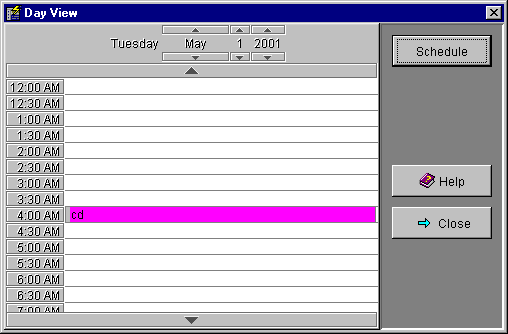 Day View
Tuesday May 1 2001
Schedule
12:00 AM
12:30 AM
1:00 AM
1:30 AM
2:00 AM
2:30 AM
3:00 AM
3:30 AM
4:00 AM cd
4:30 AM
5:00 AM
5:30 AM
6:00 AM
6:30 AM
7:00 AM
Help
Close